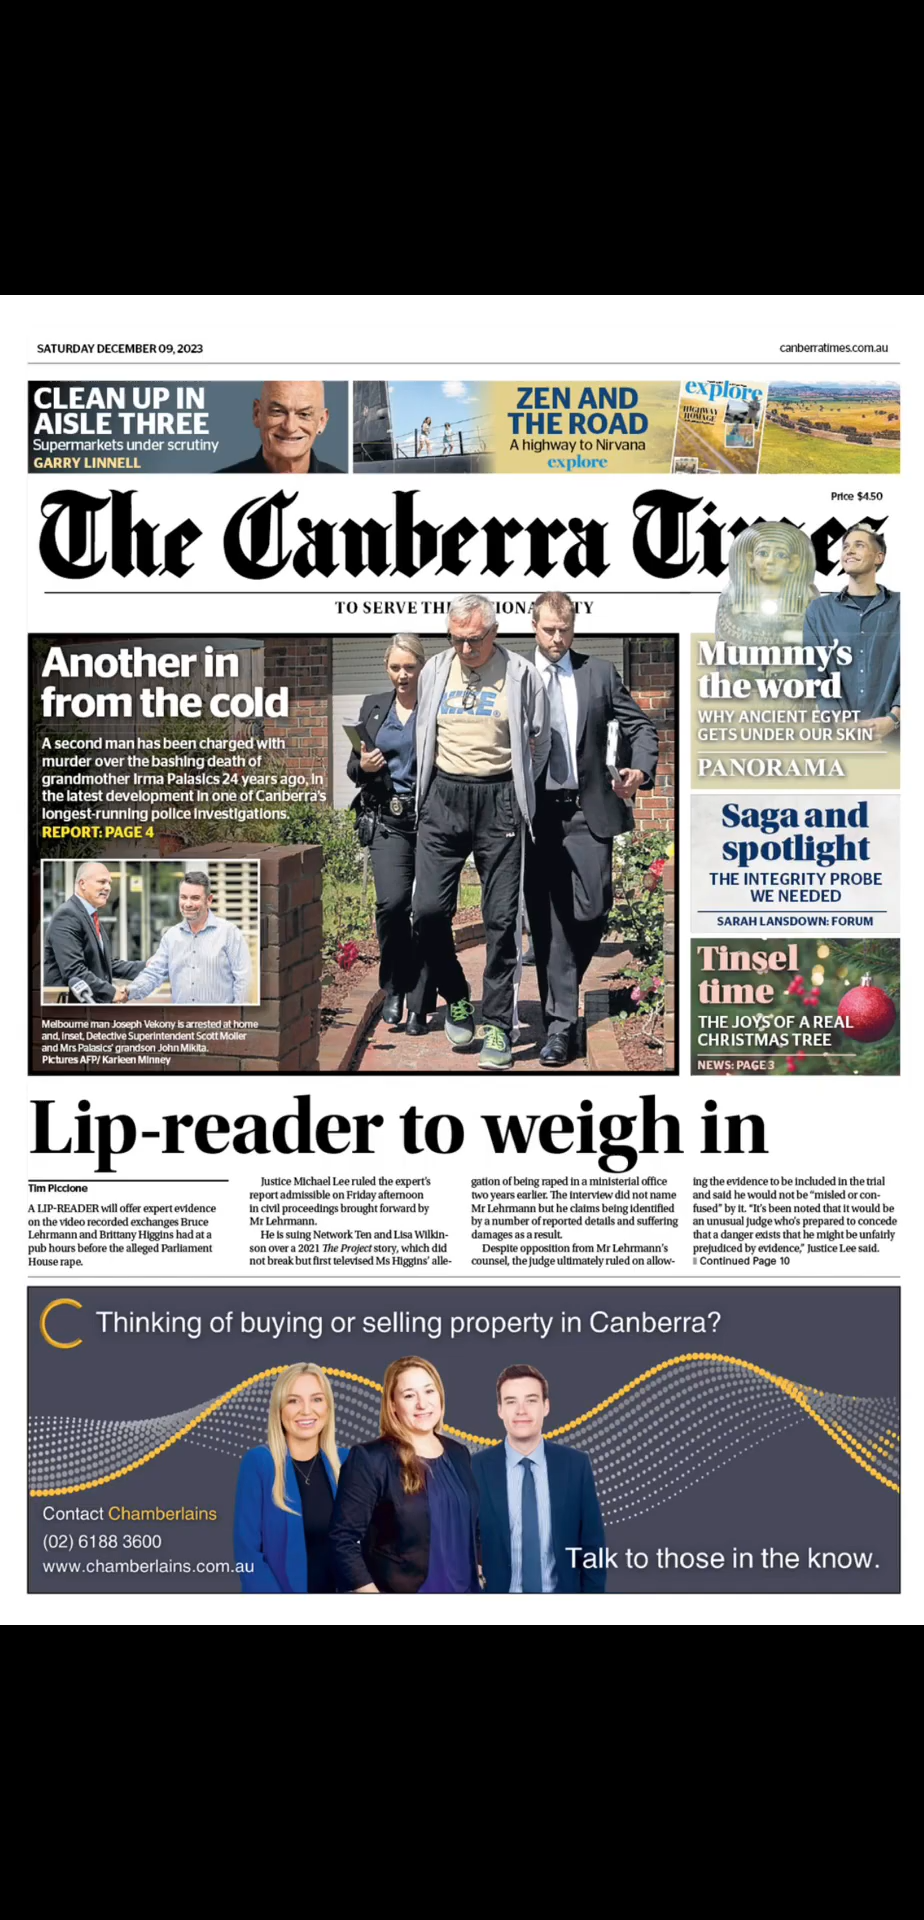 SATURDAY DECEMBER 09, 2023
canberratimes.com.au
CLEAN UP IN
AISLE THREE
Supermarkets under scrutiny
GARRY LINNELL
ZEN AND
THE ROAD
A highway to Nirvana
explore
explore
HIGHWAY
HOMAGE
Price $4.50
The Canberra Times
TO SERVE TH
ION
TY
Another in
from the cold
A second man has been charged with
murder over the bashing death of
grandmother Irma Palasics 24 years ago, in
the latest development in one of Canberra's
longest-running police investigations.
REPORT: PAGE 4
NIKE
FILA
Melbourne man Joseph Vekony is arrested at home
and, inset, Detective Superintendent Scott Moller
and Mrs Palasics' grandson John Mikita.
Pictures AFP/ Karleen Minney
Mummy's
the word
WHY ANCIENT EGYPT
GETS UNDER OUR SKIN
PANORAMA
Saga and
spotlight
THE INTEGRITY PROBE
WE NEEDED
SARAH LANSDOWN: FORUM
Tinsel
time
THE JOYS OF A REAL
CHRISTMAS TREE
NEWS: PAGE 3
Lip-reader to weigh in
Tim Piccione
A LIP-READER will offer expert evidence
on the video recorded exchanges Bruce
Lehrmann and Brittany Higgins had at a
pub hours before the alleged Parliament
House rape.
Justice Michael Lee ruled the expert's
report admissible on Friday afternoon
in civil proceedings brought forward by
Mr Lehrmann.
He is suing Network Ten and Lisa Wilkin-
son over a 2021 The Project story, which did
not break but first televised Ms Higgins' alle-
gation of being raped in a ministerial office
two years earlier. The interview did not name
Mr Lehrmann but he claims being identified
by a number of reported details and suffering
damages as a result.
Despite opposition from Mr Lehrmann's
counsel, the judge ultimately ruled on allow-
ing the evidence to be included in the trial
and said he would not be "misled or con-
fused" by it. "It's been noted that it would be
an unusual judge who's prepared to concede
that a danger exists that he might be unfairly
prejudiced by evidence," Justice Lee said.
Continued Page 10
Thinking of buying or selling property in Canberra?
Contact Chamberlains
(02) 6188 3600
www.chamberlains.com.au
Talk to those in the know.